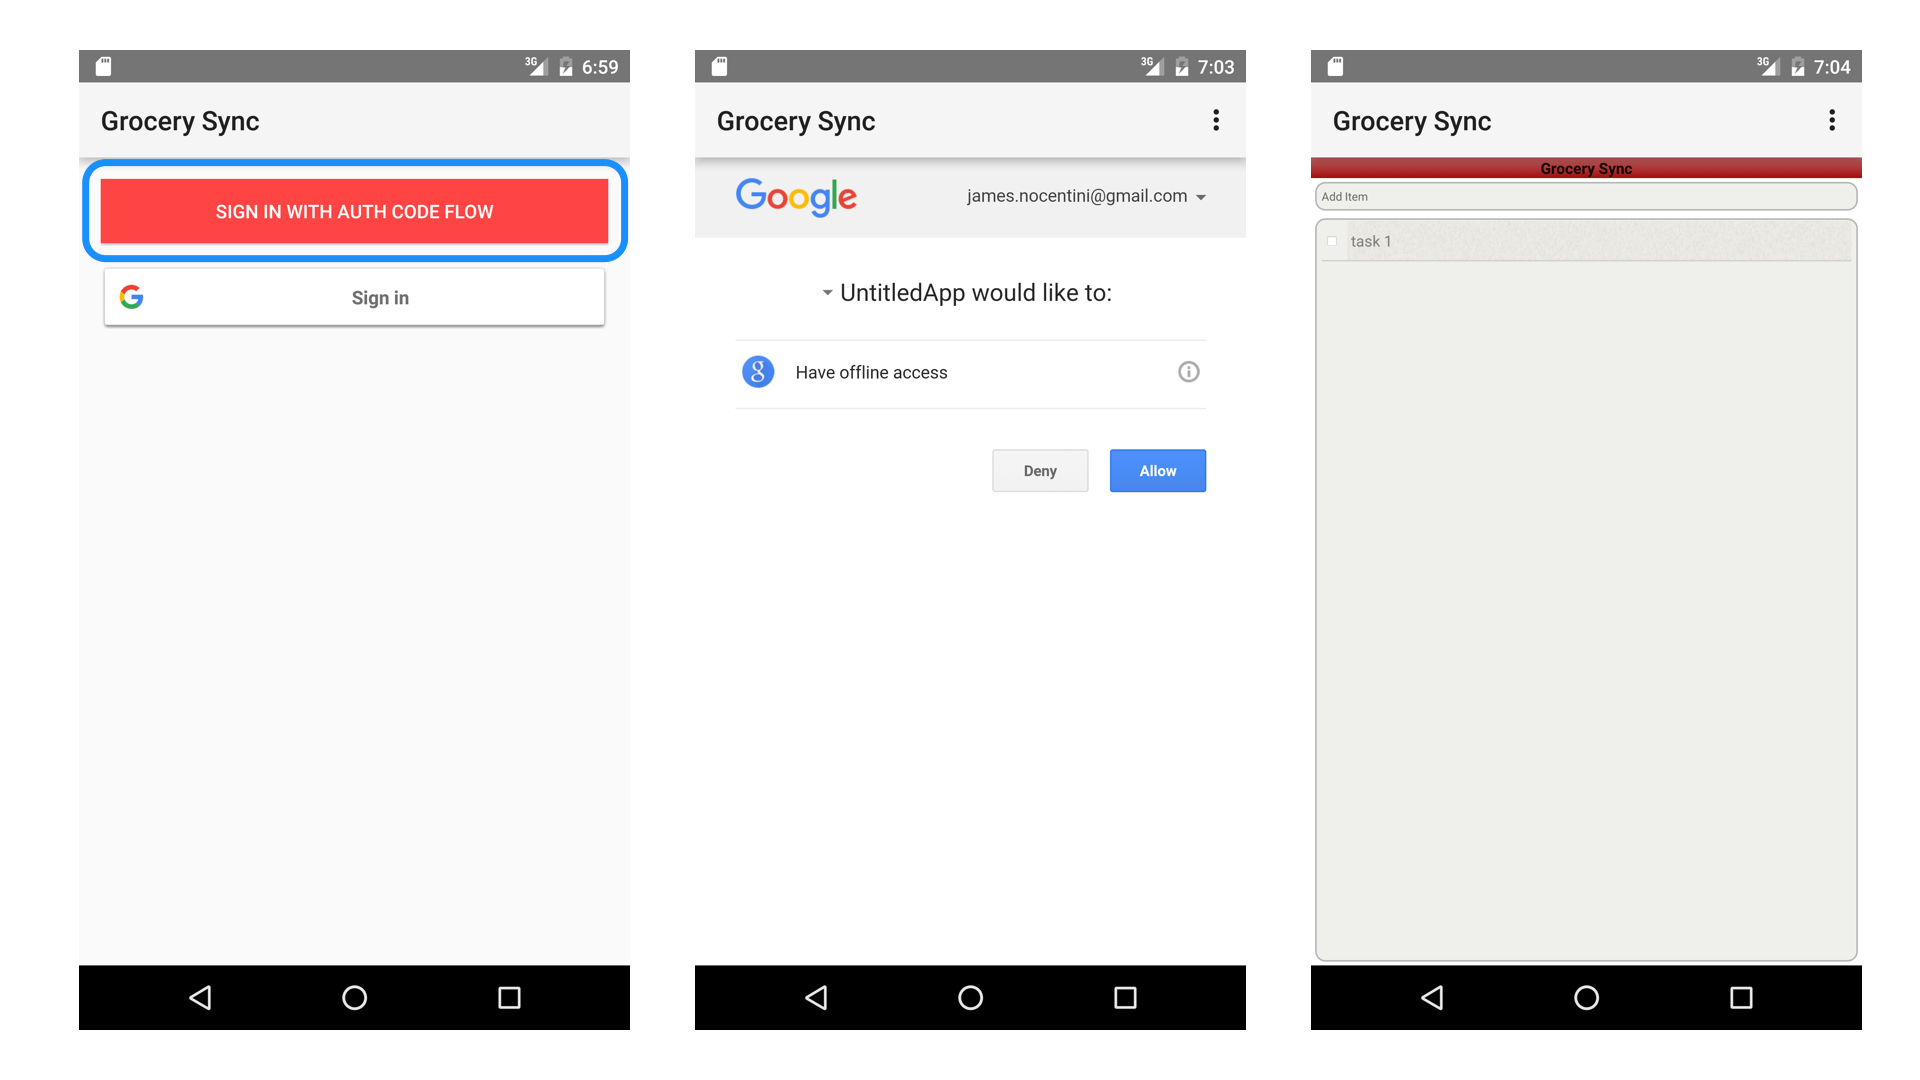 3G 6:59
Grocery Sync
SIGN IN WITH AUTH CODE FLOW
G Sign in
3G 7:03
Grocery Sync
Google james.nocentini@gmail.com
UntitledApp would like to:
g Have offline access
Deny Allow
3G 7:04
Grocery Sync
Grocery Sync
Add Item
task 1